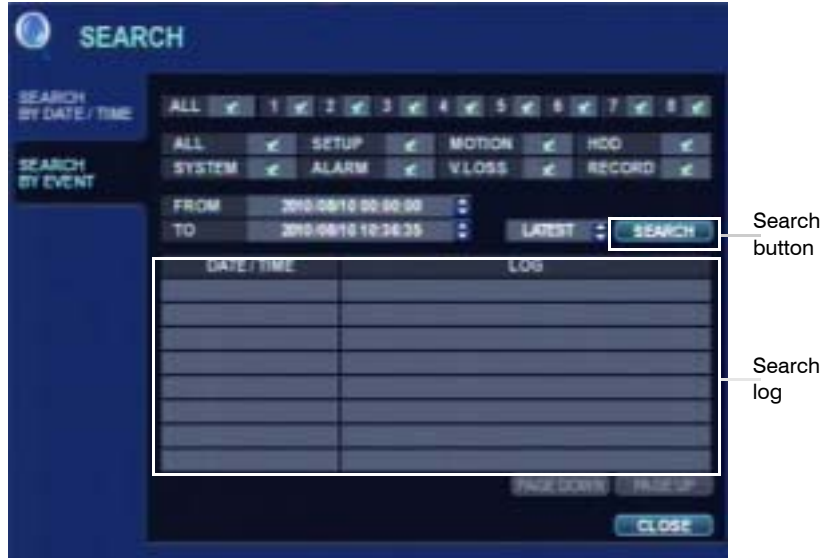 SEARCH
SEARCH
BY DATE / TIME
SEARCH
BY EVENT
ALL 1 2 3 4 5 6 7 8
ALL SETUP MOTION HDD
SYSTEM ALARM V.LOSS RECORD
FROM 2010/08/10 00:00:00
TO 2010/08/10 10:36:35 LATEST SEARCH
Search
button
DATE / TIME LOG
Search
log
PAGE DOWN PAGE UP
CLOSE